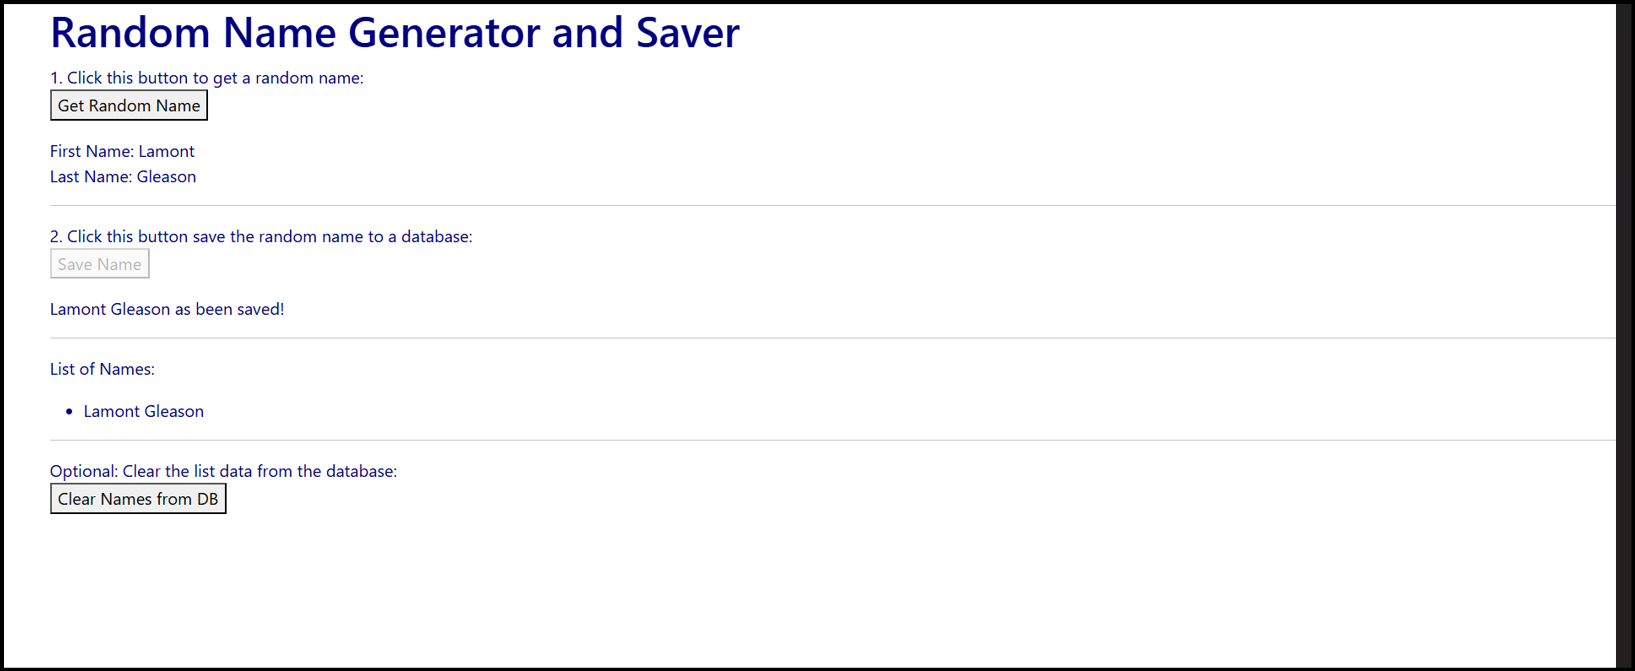 Random Name Generator and Saver
1. Click this button to get a random name:
Get Random Name
First Name: Lamont
Last Name: Gleason
2. Click this button save the random name to a database:
Save Name
Lamont Gleason as been saved!
List of Names:
• Lamont Gleason
Optional: Clear the list data from the database:
Clear Names from DB